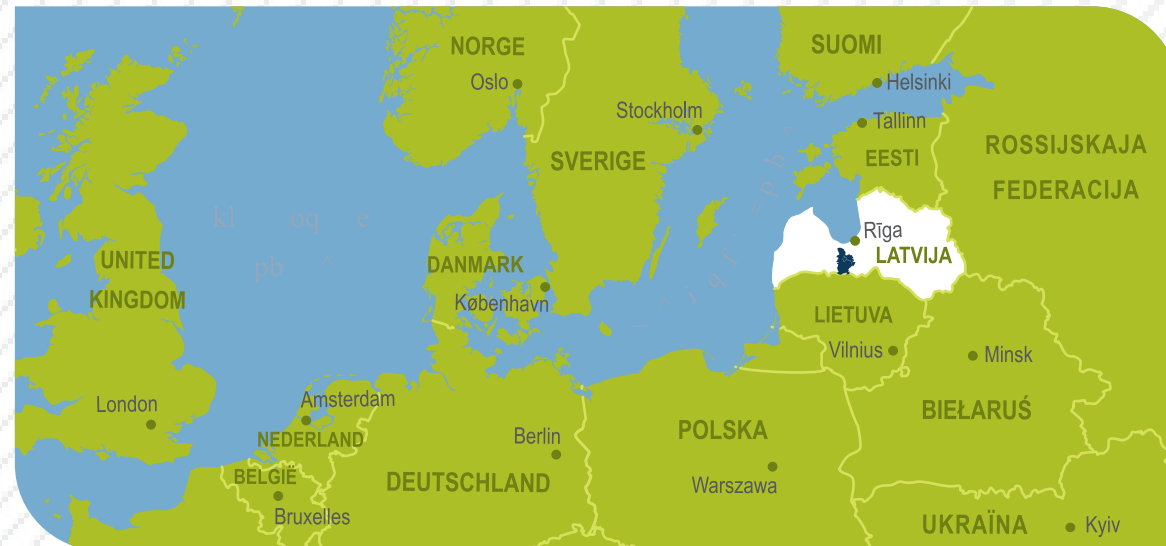 NORGE
Oslo
SUOMI
Helsinki
Stockholm
Tallinn
SVERIGE
EESTI
ROSSIJSKAJA
FEDERACIJA
Rīga
LATVIJA
UNITED
KINGDOM
DANMARK
København
LIETUVA
Vilnius
Minsk
London
Amsterdam
NEDERLAND
Berlin
POLSKA
BIEŁARUŚ
BELGIË
Bruxelles
DEUTSCHLAND
Warszawa
UKRAÏNA
Kyiv